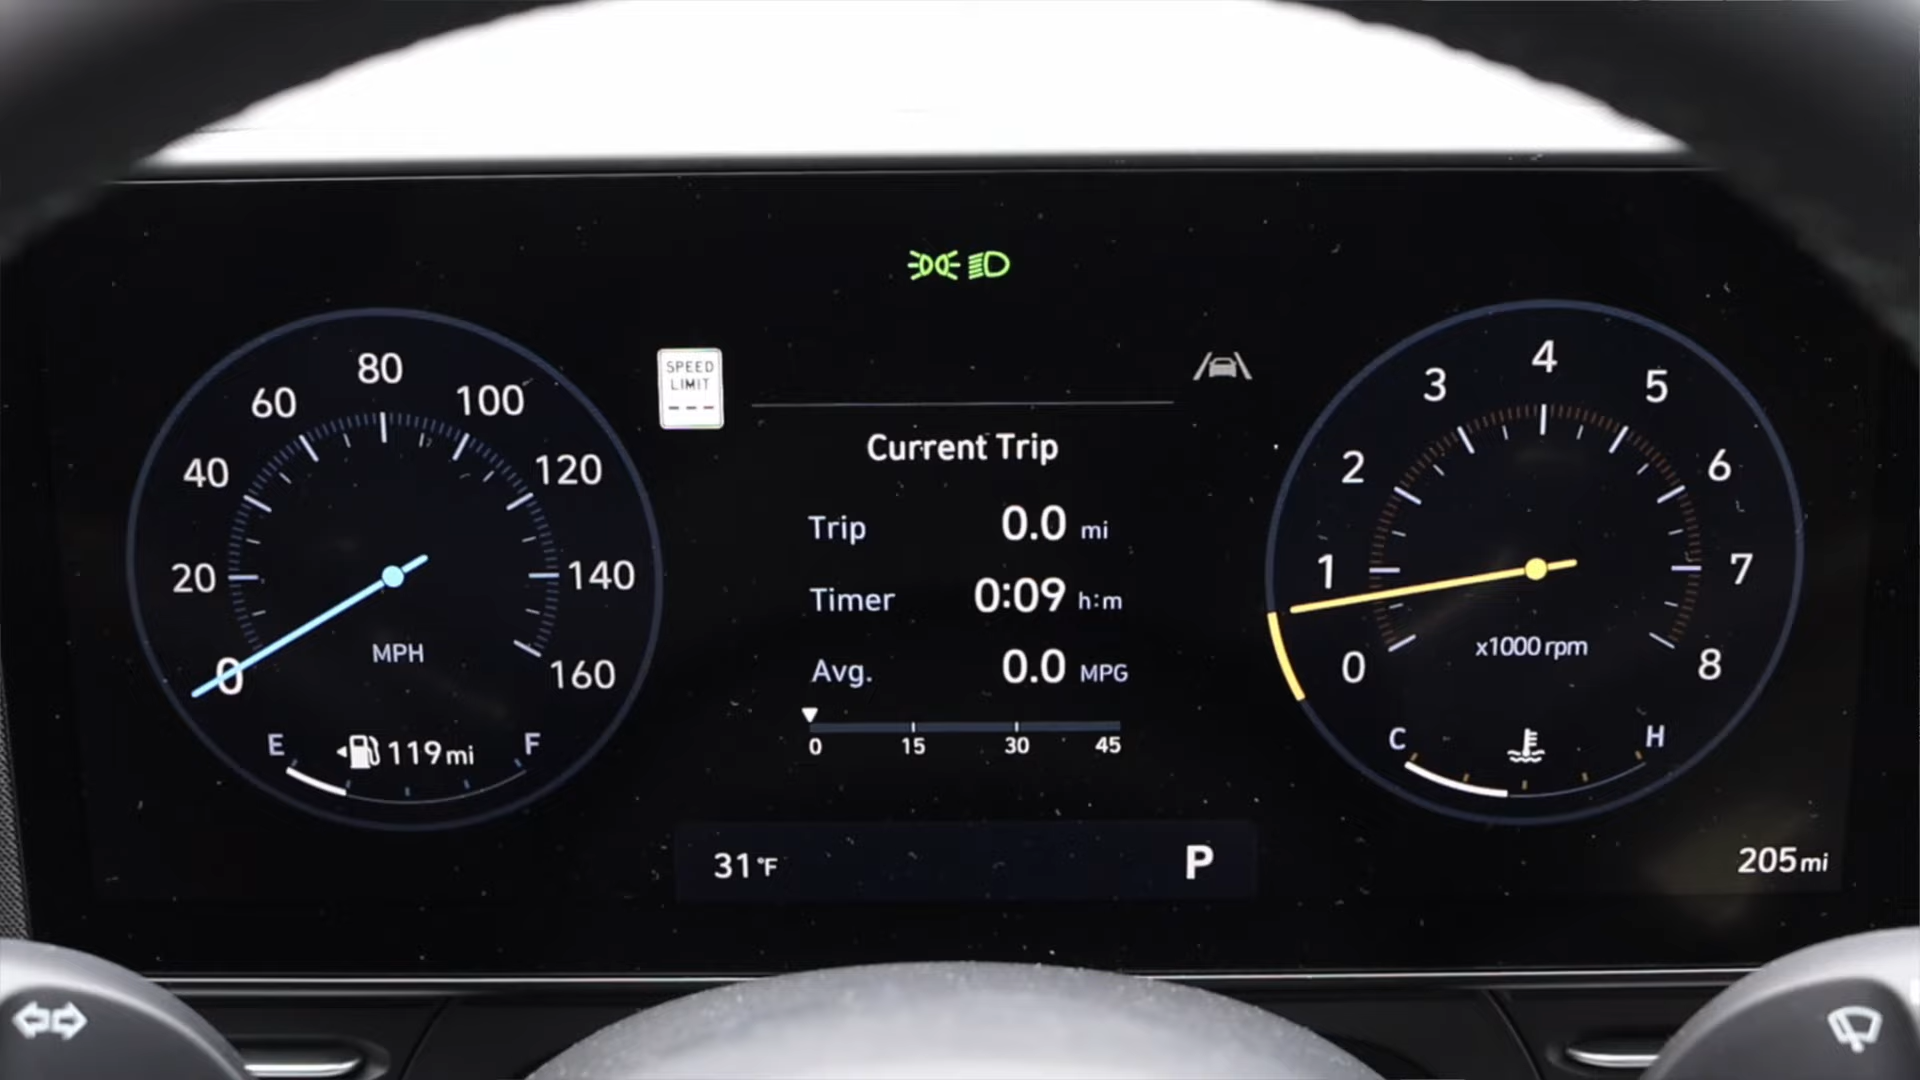 SPEED
LIMIT
---
80
60
100
40
120
20
140
0
160
MPH
E
119 mi
F
Current Trip
Trip 0.0 mi
Timer 0:09 h:m
Avg. 0.0 MPG
0 15 30 45
4
3
5
2
6
1
7
0
8
x1000 rpm
C
H
31°F
P
205 mi